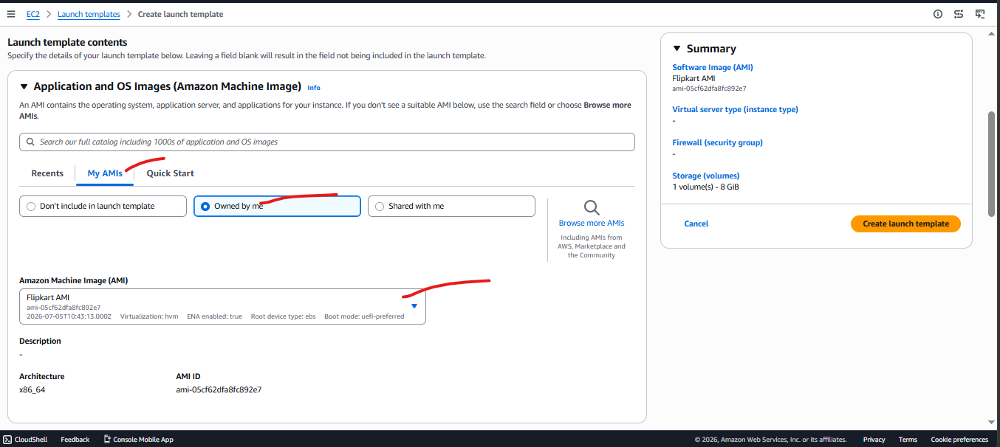 EC2 > Launch templates > Create launch template
Launch template contents
Specify the details of your launch template below. Leaving a field blank will result in the field not being included in the launch template.
Application and OS Images (Amazon Machine Image) Info
An AMI contains the operating system, application server, and applications for your instance. If you don't see a suitable AMI below, use the search field or choose Browse more
AMIs.
Search our full catalog including 1000s of application and OS images
Recents My AMIs Quick Start
Don't include in launch template Owned by me Shared with me
Browse more AMIs
Including AMIs from
AWS, Marketplace and
the Community
Amazon Machine Image (AMI)
Flipkart AMI
ami-05cf62dfa8fc892e7
2026-07-05T10:43:13.000Z Virtualization: hvm ENA enabled: true Root device type: ebs Boot mode: uefi-preferred
Description
-
Architecture AMI ID
x86_64 ami-05cf62dfa8fc892e7
Summary
Software Image (AMI)
Flipkart AMI
ami-05cf62dfa8fc892e7
Virtual server type (instance type)
-
Firewall (security group)
-
Storage (volumes)
1 volume(s) - 8 GiB
Cancel Create launch template
CloudShell Feedback Console Mobile App © 2026, Amazon Web Services, Inc. or its affiliates. Privacy Terms Cookie preferences